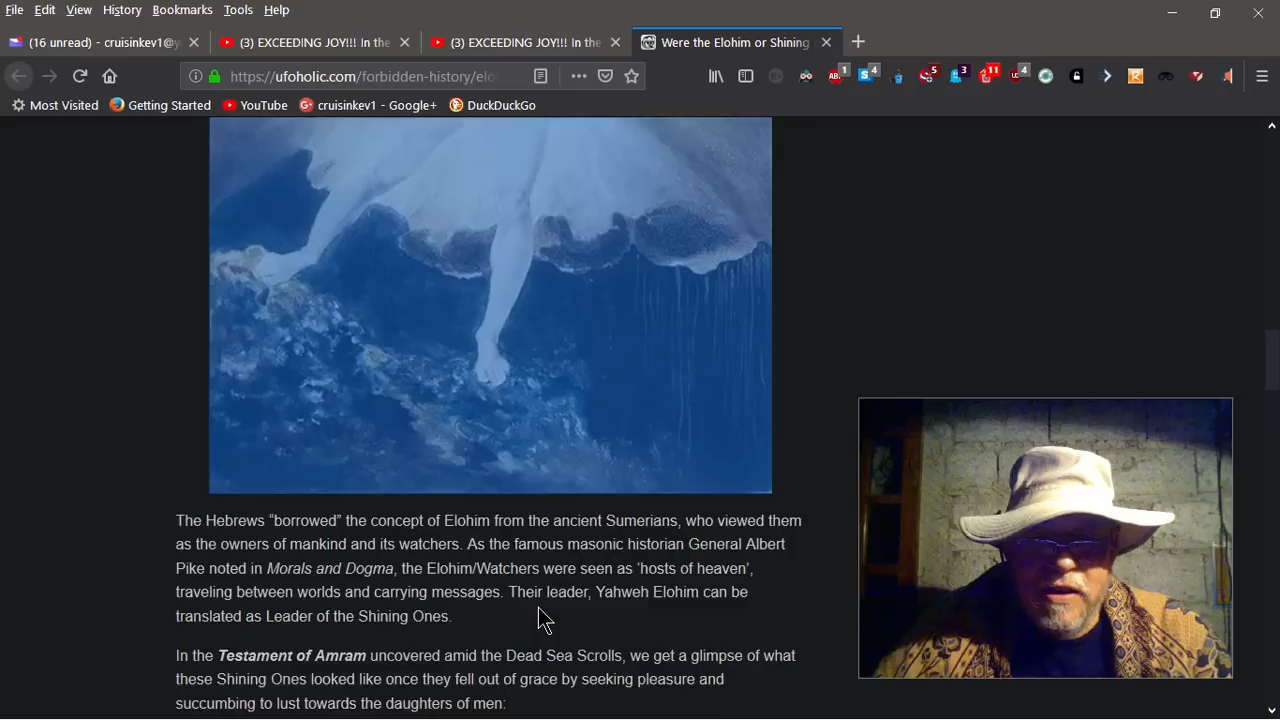 File Edit View History Bookmarks Tools Help
(16 unread) - cruisinkev1@y
(3) EXCEEDING JOY!!! In the
(3) EXCEEDING JOY!!! In the
Were the Elohim or Shining
https://ufoholic.com/forbidden-history/elo
1 4 5 3 11 4
Most Visited Getting Started YouTube cruisinkev1 - Google+ DuckDuckGo
The Hebrews “borrowed” the concept of Elohim from the ancient Sumerians, who viewed them
as the owners of mankind and its watchers. As the famous masonic historian General Albert
Pike noted in Morals and Dogma, the Elohim/Watchers were seen as ‘hosts of heaven’,
traveling between worlds and carrying messages. Their leader, Yahweh Elohim can be
translated as Leader of the Shining Ones.
In the Testament of Amram uncovered amid the Dead Sea Scrolls, we get a glimpse of what
these Shining Ones looked like once they fell out of grace by seeking pleasure and
succumbing to lust towards the daughters of men: